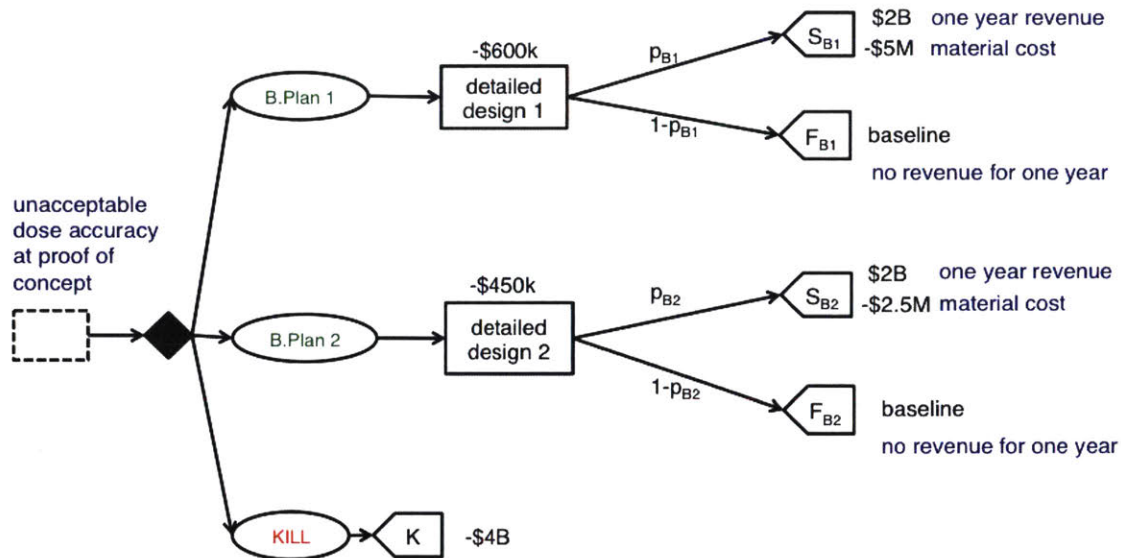 -$600k
B.Plan 1
detailed
design 1
p_B1
1-p_B1
S_B1
$2B one year revenue
-$5M material cost
F_B1
baseline
no revenue for one year
unacceptable
dose accuracy
at proof of
concept
-$450k
B.Plan 2
detailed
design 2
p_B2
1-p_B2
S_B2
$2B one year revenue
-$2.5M material cost
F_B2
baseline
no revenue for one year
KILL
K
-$4B